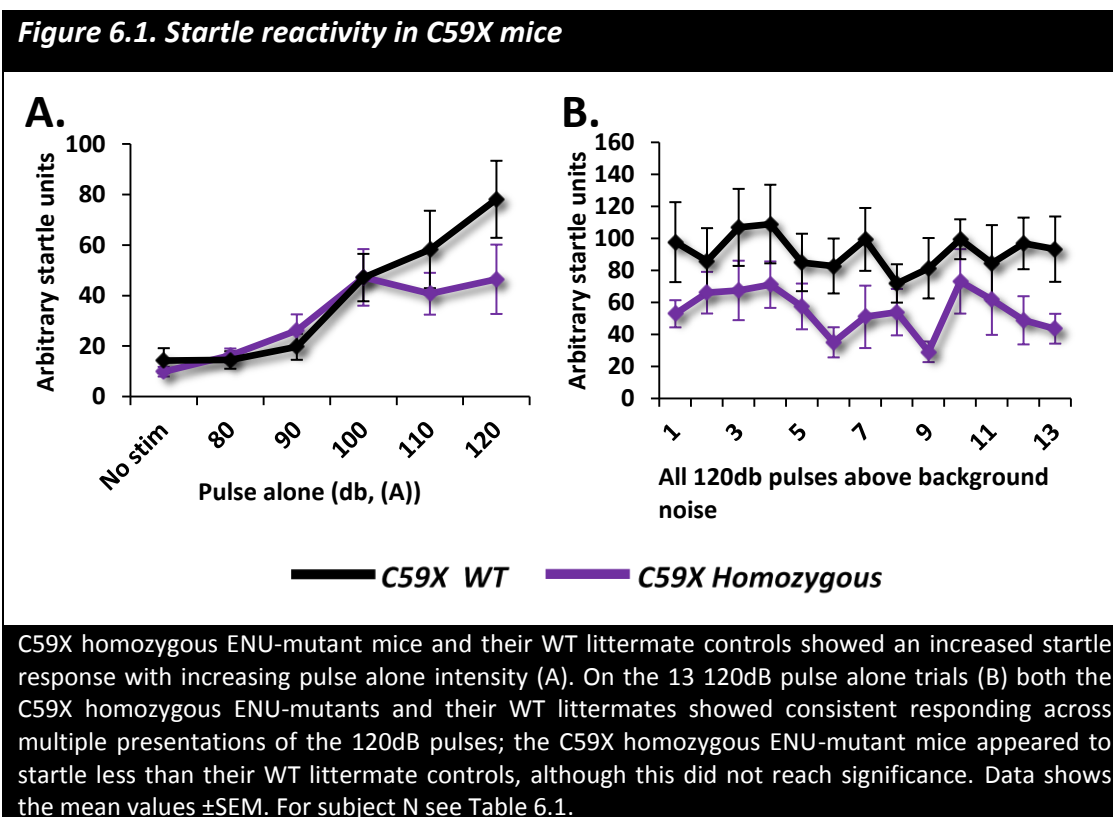 Figure 6.1. Startle reactivity in C59X mice
A.
Arbitrary startle units
100
80
60
40
20
0
No stim
80
90
100
110
120
Pulse alone (db, (A))
B.
Arbitrary startle units
160
140
120
100
80
60
40
20
0
1
3
5
7
9
11
13
All 120db pulses above background
noise
C59X WT
C59X Homozygous
C59X homozygous ENU-mutant mice and their WT littermate controls showed an increased startle
response with increasing pulse alone intensity (A). On the 13 120dB pulse alone trials (B) both the
C59X homozygous ENU-mutants and their WT littermates showed consistent responding across
multiple presentations of the 120dB pulses; the C59X homozygous ENU-mutant mice appeared to
startle less than their WT littermate controls, although this did not reach significance. Data shows
the mean values ±SEM. For subject N see Table 6.1.